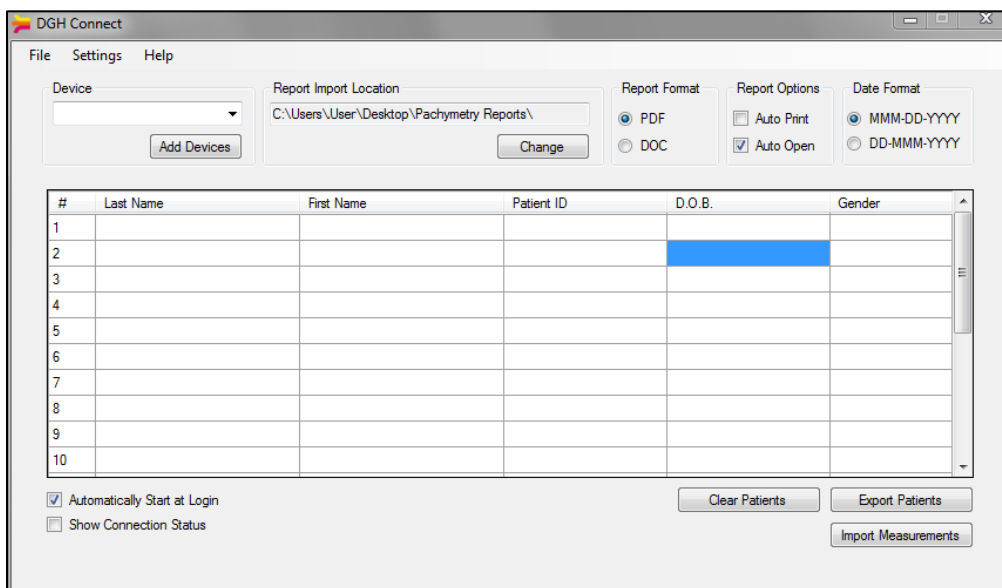 DGH Connect
File Settings Help
Device Report Import Location Report Format Report Options Date Format
C:\Users\User\Desktop\Pachymetry Reports\ PDF Auto Print MMM-DD-YYYY
Add Devices Change DOC Auto Open DD-MMM-YYYY
# Last Name First Name Patient ID D.O.B. Gender
1
2
3
4
5
6
7
8
9
10
Automatically Start at Login Clear Patients Export Patients
Show Connection Status Import Measurements